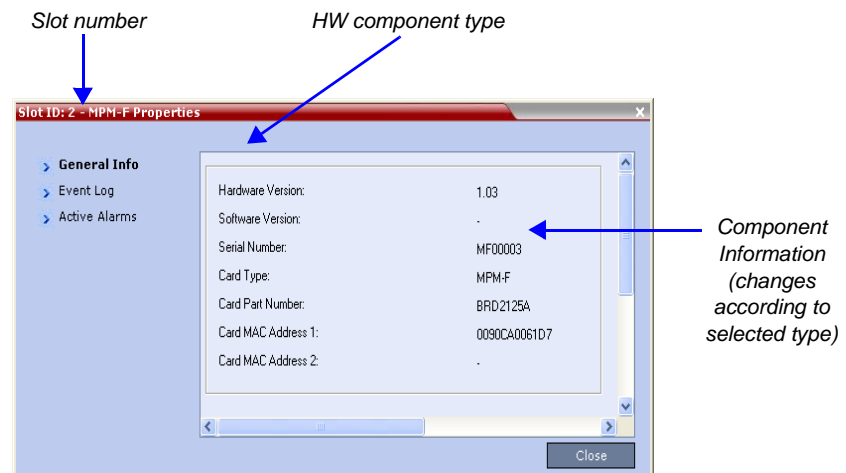 Slot number
HW component type
Slot ID: 2 - MPM-F Properties
x
General Info
Event Log
Active Alarms
Hardware Version: 1.03
Software Version: -
Serial Number: MF00003
Card Type: MPM-F
Card Part Number: BRD2125A
Card MAC Address 1: 0090CA0061D7
Card MAC Address 2: -
Close
Component
Information
(changes
according to
selected type)